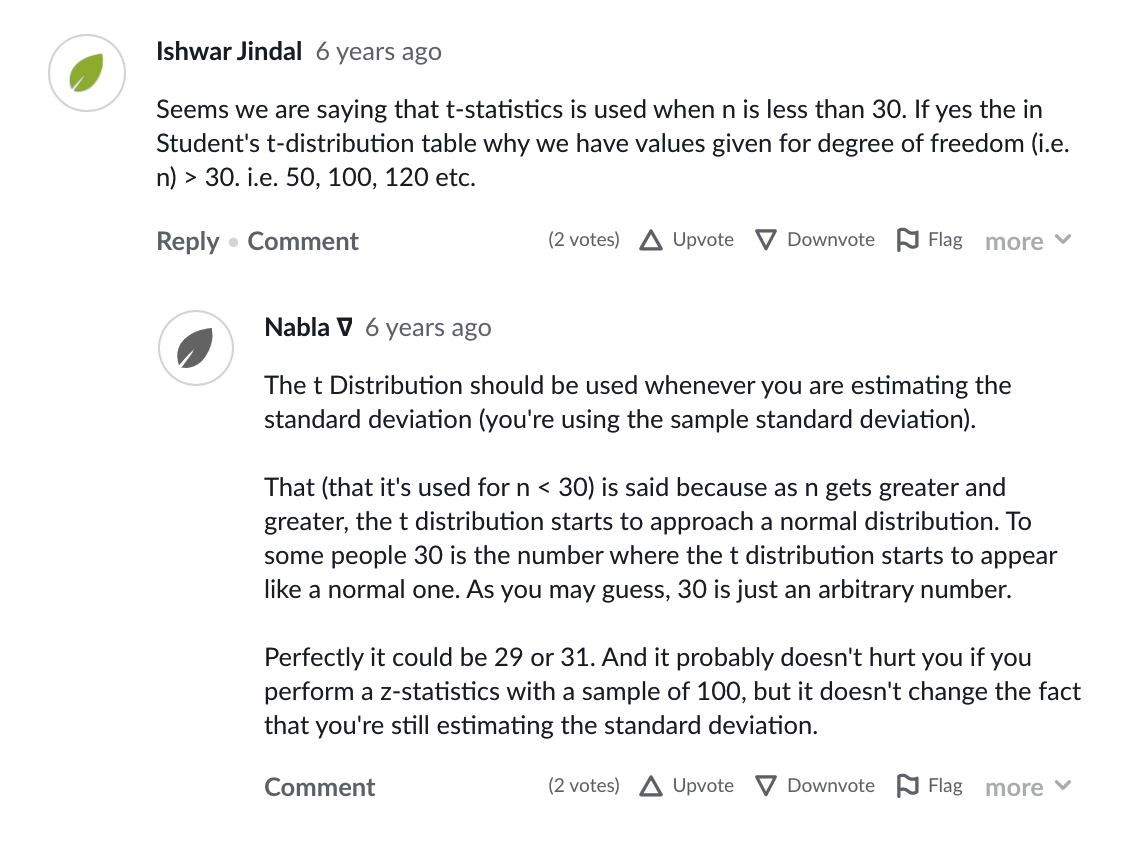 Ishwar Jindal 6 years ago
Seems we are saying that t-statistics is used when n is less than 30. If yes the in
Student's t-distribution table why we have values given for degree of freedom (i.e.
n) > 30. i.e. 50, 100, 120 etc.
Reply • Comment (2 votes) Upvote Downvote Flag more
Nabla ∇ 6 years ago
The t Distribution should be used whenever you are estimating the
standard deviation (you're using the sample standard deviation).
That (that it's used for n < 30) is said because as n gets greater and
greater, the t distribution starts to approach a normal distribution. To
some people 30 is the number where the t distribution starts to appear
like a normal one. As you may guess, 30 is just an arbitrary number.
Perfectly it could be 29 or 31. And it probably doesn't hurt you if you
perform a z-statistics with a sample of 100, but it doesn't change the fact
that you're still estimating the standard deviation.
Comment (2 votes) Upvote Downvote Flag more